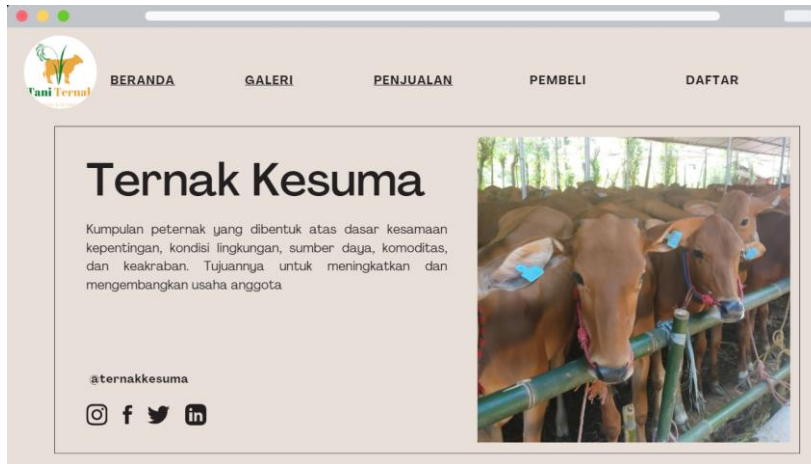 Tani Ternak
BERANDA
GALERI
PENJUALAN
PEMBELI
DAFTAR
Ternak Kesuma
Kumpulan peternak yang dibentuk atas dasar kesamaan
kepentingan, kondisi lingkungan, sumber daya, komoditas,
dan keakraban. Tujuannya untuk meningkatkan dan
mengembangkan usaha anggota
@ternakkesuma